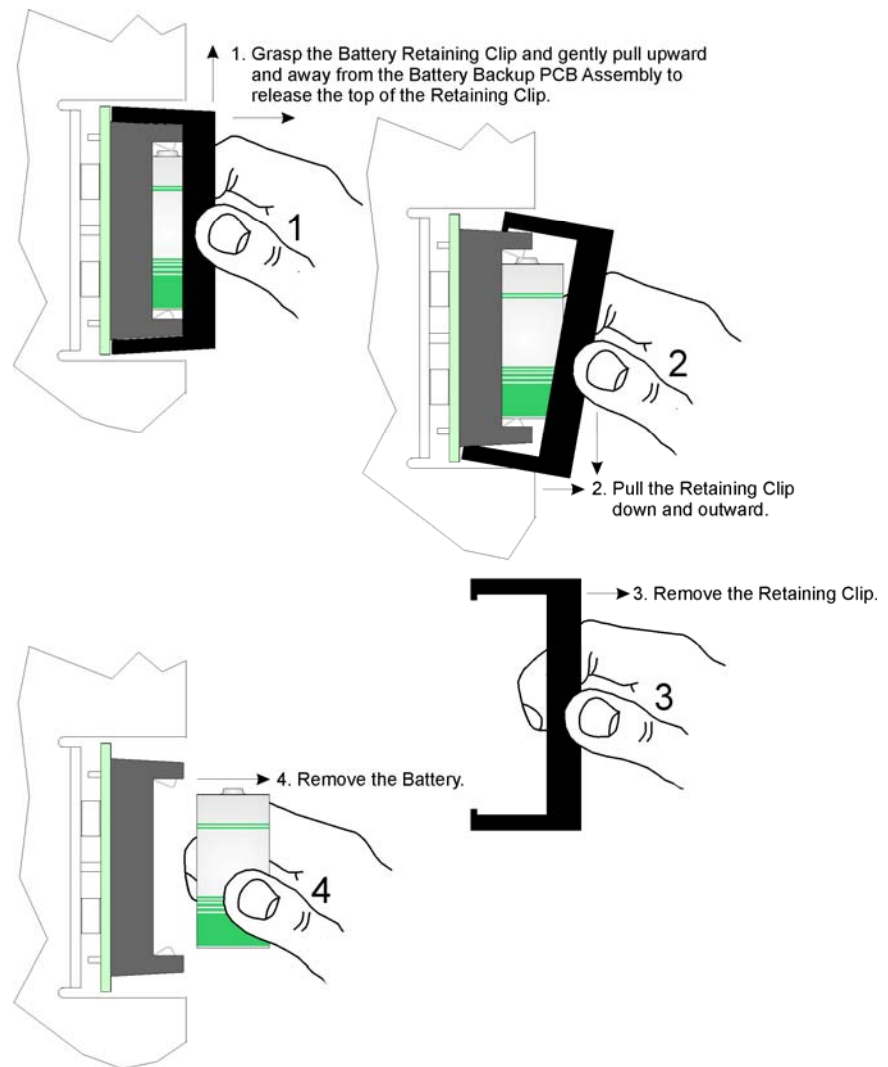 1. Grasp the Battery Retaining Clip and gently pull upward
and away from the Battery Backup PCB Assembly to
release the top of the Retaining Clip.
1
2
2. Pull the Retaining Clip
down and outward.
3. Remove the Retaining Clip.
3
4. Remove the Battery.
4